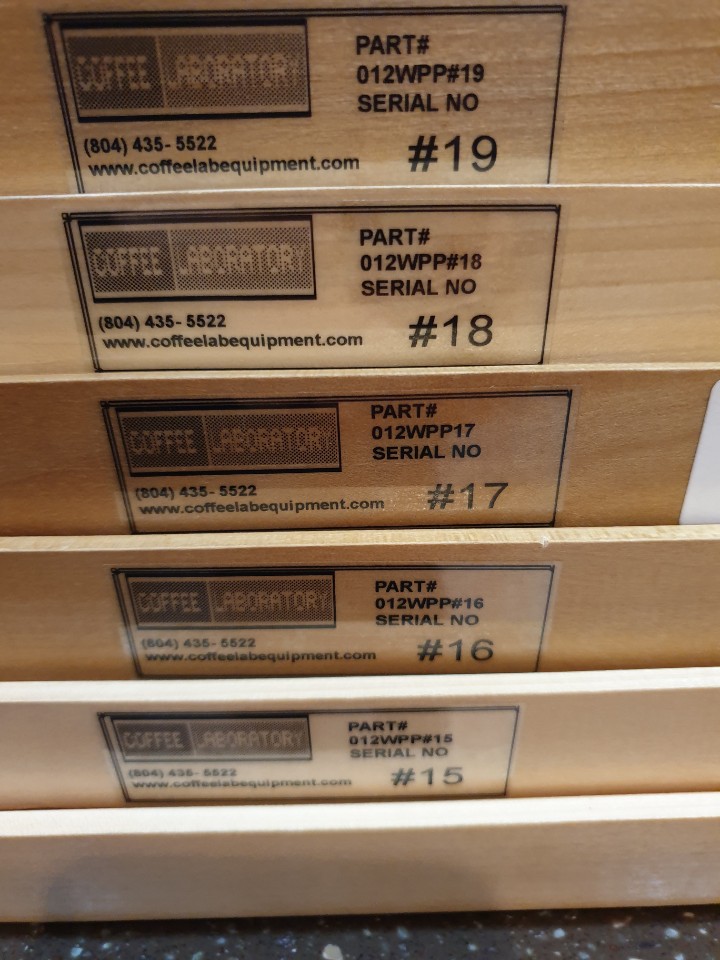 COFFEE LABORATORY
PART#
012WPP#19
SERIAL NO
#19
(804) 435- 5522
www.coffeelabequipment.com
COFFEE LABORATORY
PART#
012WPP#18
SERIAL NO
#18
(804) 435- 5522
www.coffeelabequipment.com
COFFEE LABORATORY
PART#
012WPP17
SERIAL NO
#17
(804) 435- 5522
www.coffeelabequipment.com
COFFEE LABORATORY
PART#
012WPP#16
SERIAL NO
#16
(804) 435- 5522
www.coffeelabequipment.com
COFFEE LABORATORY
PART#
012WPP#15
SERIAL NO
#15
(804) 435- 5522
www.coffeelabequipment.com